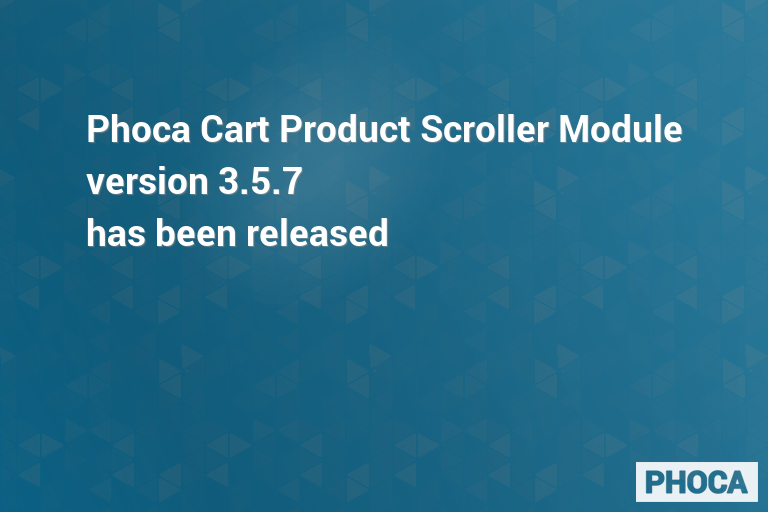 Phoca Cart Product Scroller Module
version 3.5.7
has been released
PHOCA